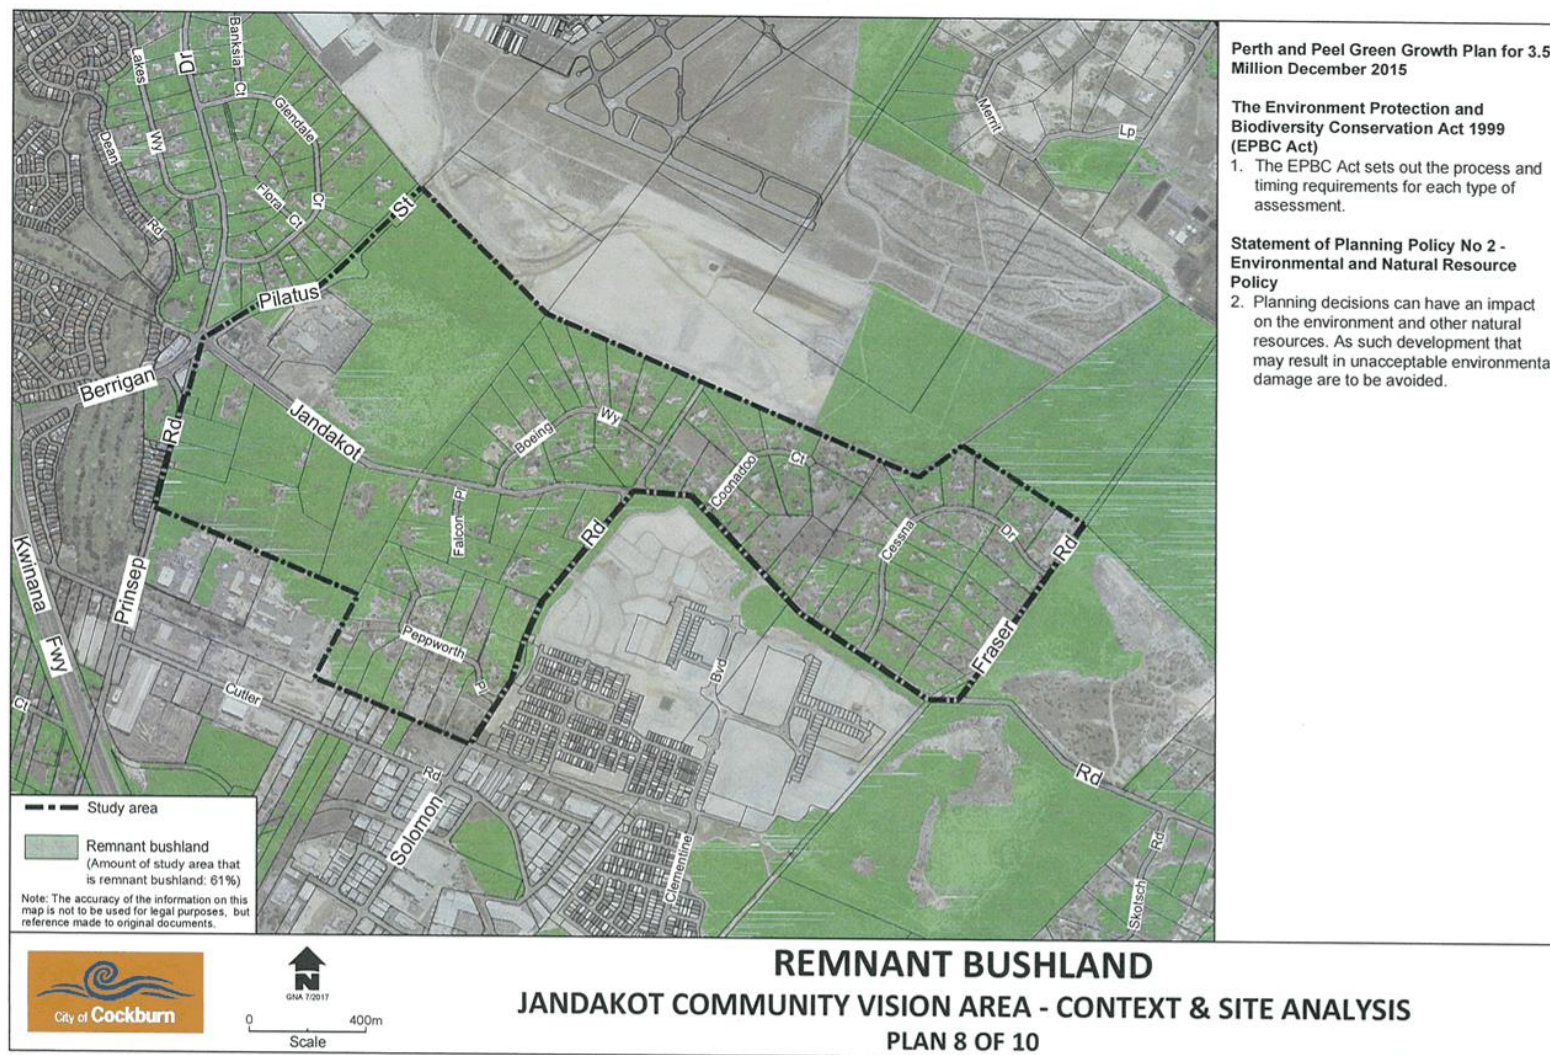 Perth and Peel Green Growth Plan for 3.5
Million December 2015
The Environment Protection and
Biodiversity Conservation Act 1999
(EPBC Act)
1. The EPBC Act sets out the process and
timing requirements for each type of
assessment.
Statement of Planning Policy No 2 -
Environmental and Natural Resource
Policy
2. Planning decisions can have an impact
on the environment and other natural
resources. As such development that
may result in unacceptable environmenta
damage are to be avoided.
Lakes
Wy
Dr
Banksia
Ct
Glendale
Cr
Dean
Rd
Flora
Ct
Merrit
Lp
Pilatus
St
Berrigan
Jandakot
Rd
Boeing
Wy
Falcon
Pl
Coonadoo
Ct
Cessna
Dr
Rd
Fraser
Rd
Kwinana
Fwy
Prinsep
Peppworth
Pl
Cutler
Rd
Ct
Bvd
Clementine
Solomon
Rd
Skotsch
Rd
Study area
Remnant bushland
(Amount of study area that
is remnant bushland: 61%)
Note: The accuracy of the information on this
map is not to be used for legal purposes, but
reference made to original documents.
City of Cockburn
N
GNA 7/2017
0 400m
Scale
REMNANT BUSHLAND
JANDAKOT COMMUNITY VISION AREA - CONTEXT & SITE ANALYSIS
PLAN 8 OF 10